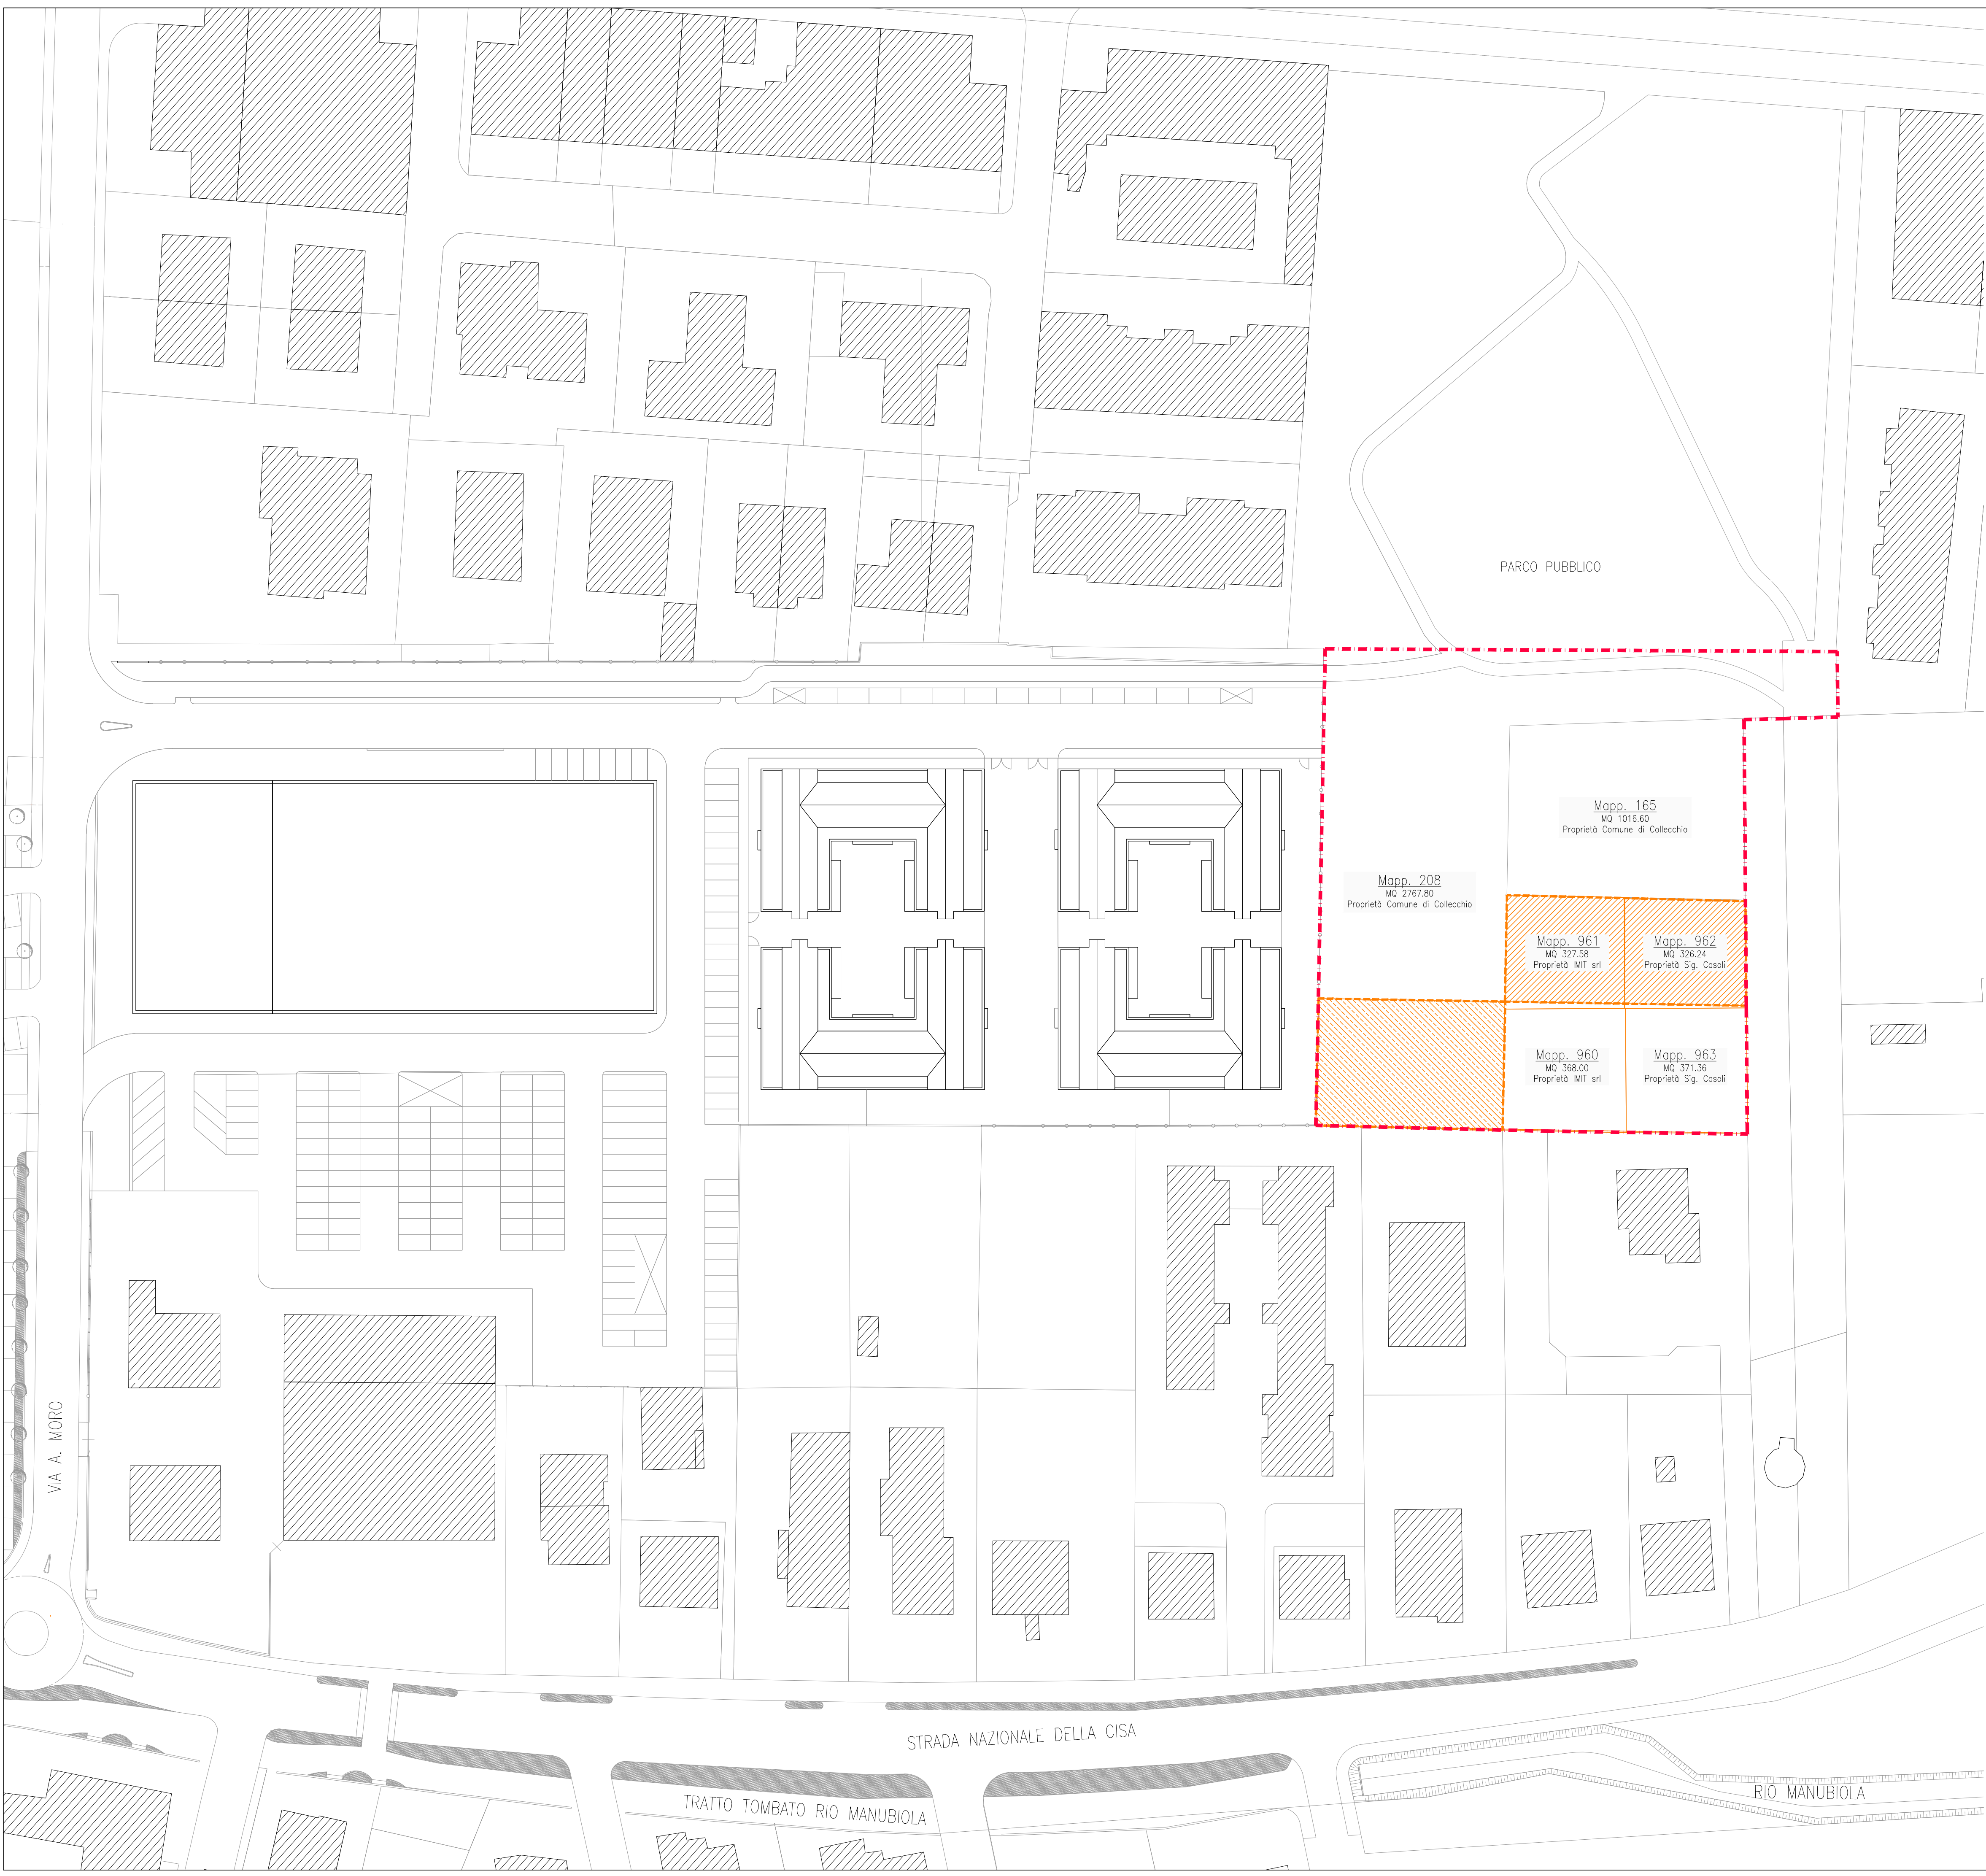 PARCO PUBBLICO
Mapp. 165
MQ 1016.60
Proprietà Comune di Collecchio
Mapp. 208
MQ 2767.80
Proprietà Comune di Collecchio
Mapp. 961
MQ 327.58
Proprietà IMIT srl
Mapp. 962
MQ 326.24
Proprietà Sig. Casoli
Mapp. 960
MQ 368.00
Proprietà IMIT srl
Mapp. 963
MQ 371.36
Proprietà Sig. Casoli
VIA A. MORO
STRADA NAZIONALE DELLA CISA
TRATTO TOMBATO RIO MANUBIOLA
RIO MANUBIOLA